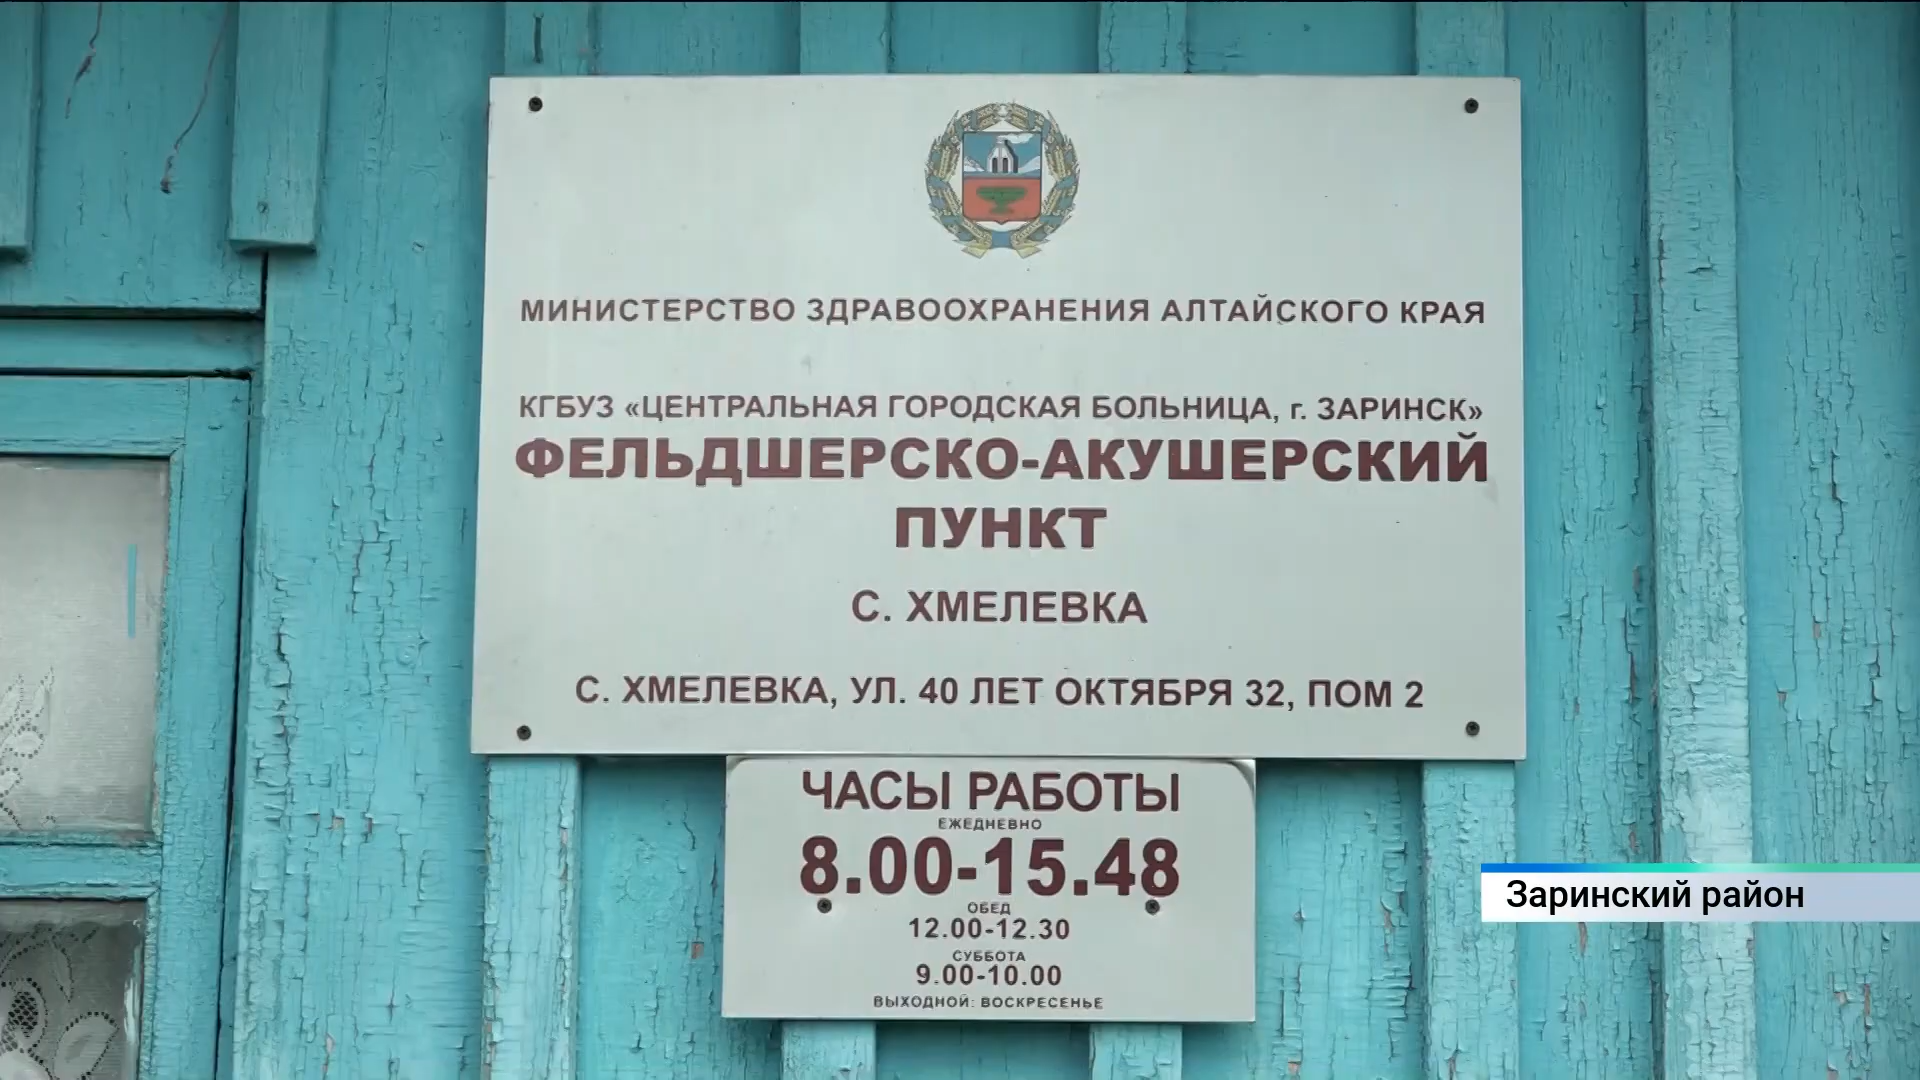 МИНИСТЕРСТВО ЗДРАВООХРАНЕНИЯ АЛТАЙСКОГО КРАЯ
КГБУЗ «ЦЕНТРАЛЬНАЯ ГОРОДСКАЯ БОЛЬНИЦА, г. ЗАРИНСК»
ФЕЛЬДШЕРСКО-АКУШЕРСКИЙ
ПУНКТ
С. ХМЕЛЕВКА
С. ХМЕЛЕВКА, УЛ. 40 ЛЕТ ОКТЯБРЯ 32, ПОМ 2
ЧАСЫ РАБОТЫ
ЕЖЕДНЕВНО
8.00-15.48
ОБЕД
12.00-12.30
СУББОТА
9.00-10.00
ВЫХОДНОЙ: ВОСКРЕСЕНЬЕ
Заринский район